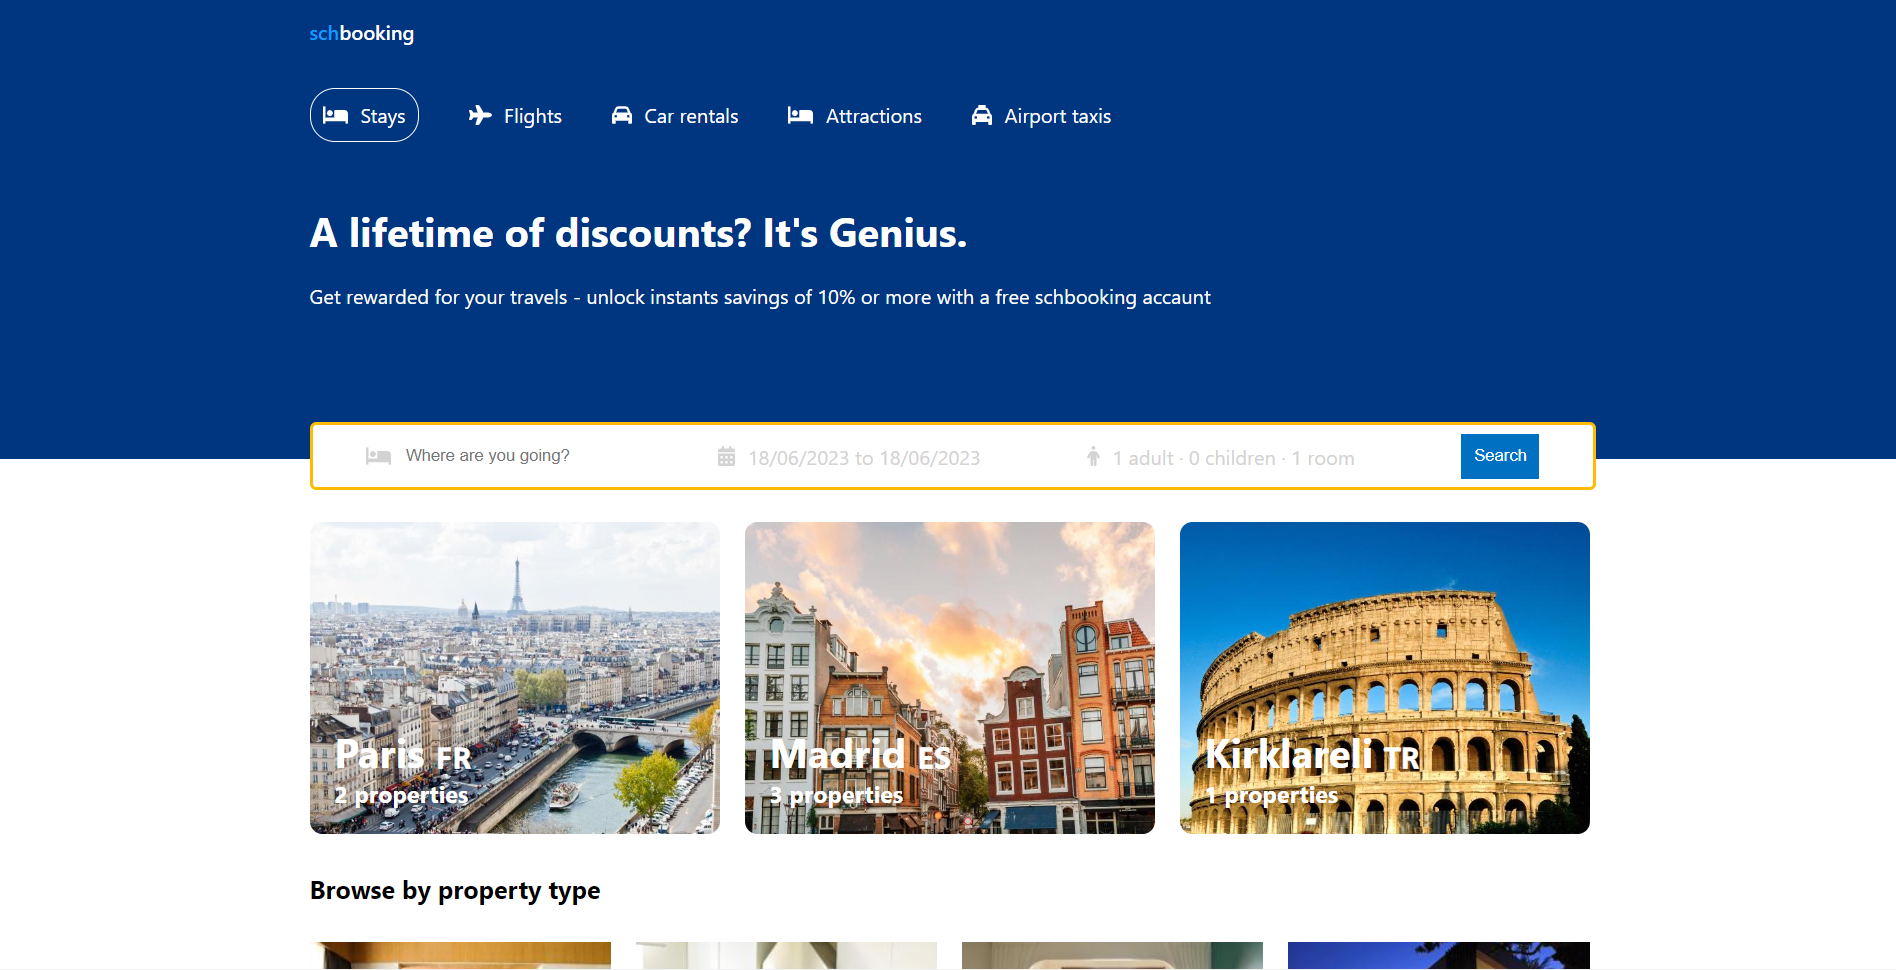 schbooking
Stays Flights Car rentals Attractions Airport taxis
A lifetime of discounts? It's Genius.
Get rewarded for your travels - unlock instants savings of 10% or more with a free schbooking accaunt
Where are you going? 18/06/2023 to 18/06/2023 1 adult · 0 children · 1 room Search
Paris FR
2 properties
Madrid ES
3 properties
Kirklareli TR
1 properties
Browse by property type